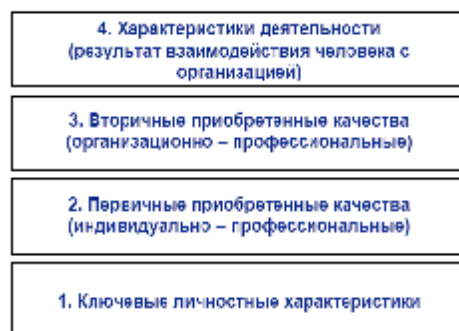 4. Характеристики деятельности
(результат взаимодействия человека с
организацией)
3. Вторичные приобретенные качества
(организационно – профессиональные)
2. Первичные приобретенные качества
(индивидуально – профессиональные)
1. Ключевые личностные характеристики